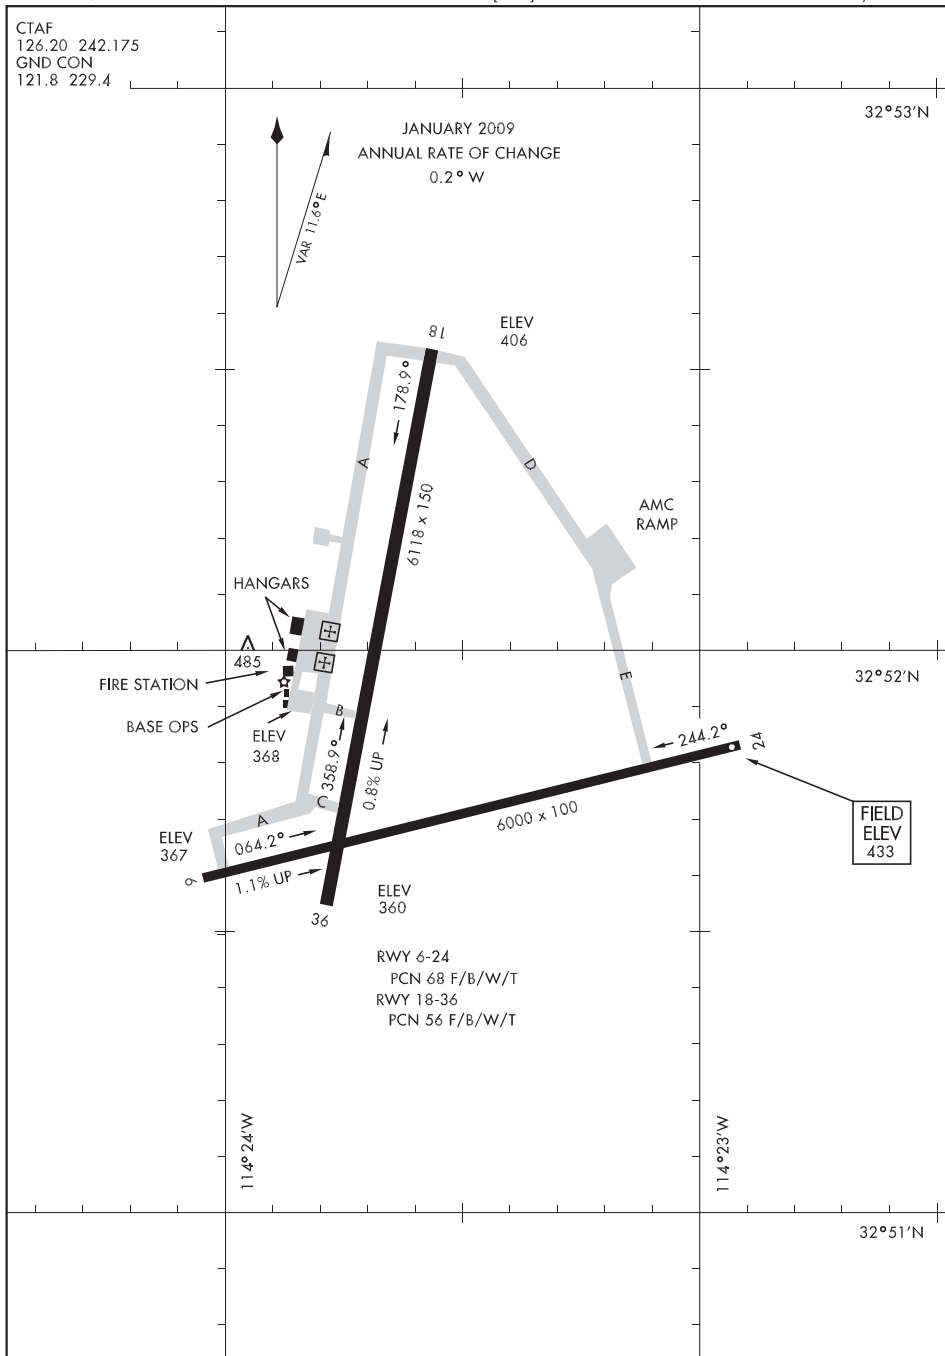 CTAF
126.20 242.175
GND CON
121.8 229.4
32°53'N
JANUARY 2009
ANNUAL RATE OF CHANGE
0.2° W
VAR 11.6° E
18
ELEV
406
178.9°
A
D
6118 x 150
AMC
RAMP
HANGARS
485
32°52'N
FIRE STATION
E
BASE OPS
B
ELEV
368
358.9°
0.8% UP
244.2°
24
C
A
6000 x 100
FIELD
ELEV
433
ELEV
367
064.2°
6
1.1% UP
ELEV
360
36
RWY 6-24
PCN 68 F/B/W/T
RWY 18-36
PCN 56 F/B/W/T
114° 24'W
114° 23'W
32°51'N